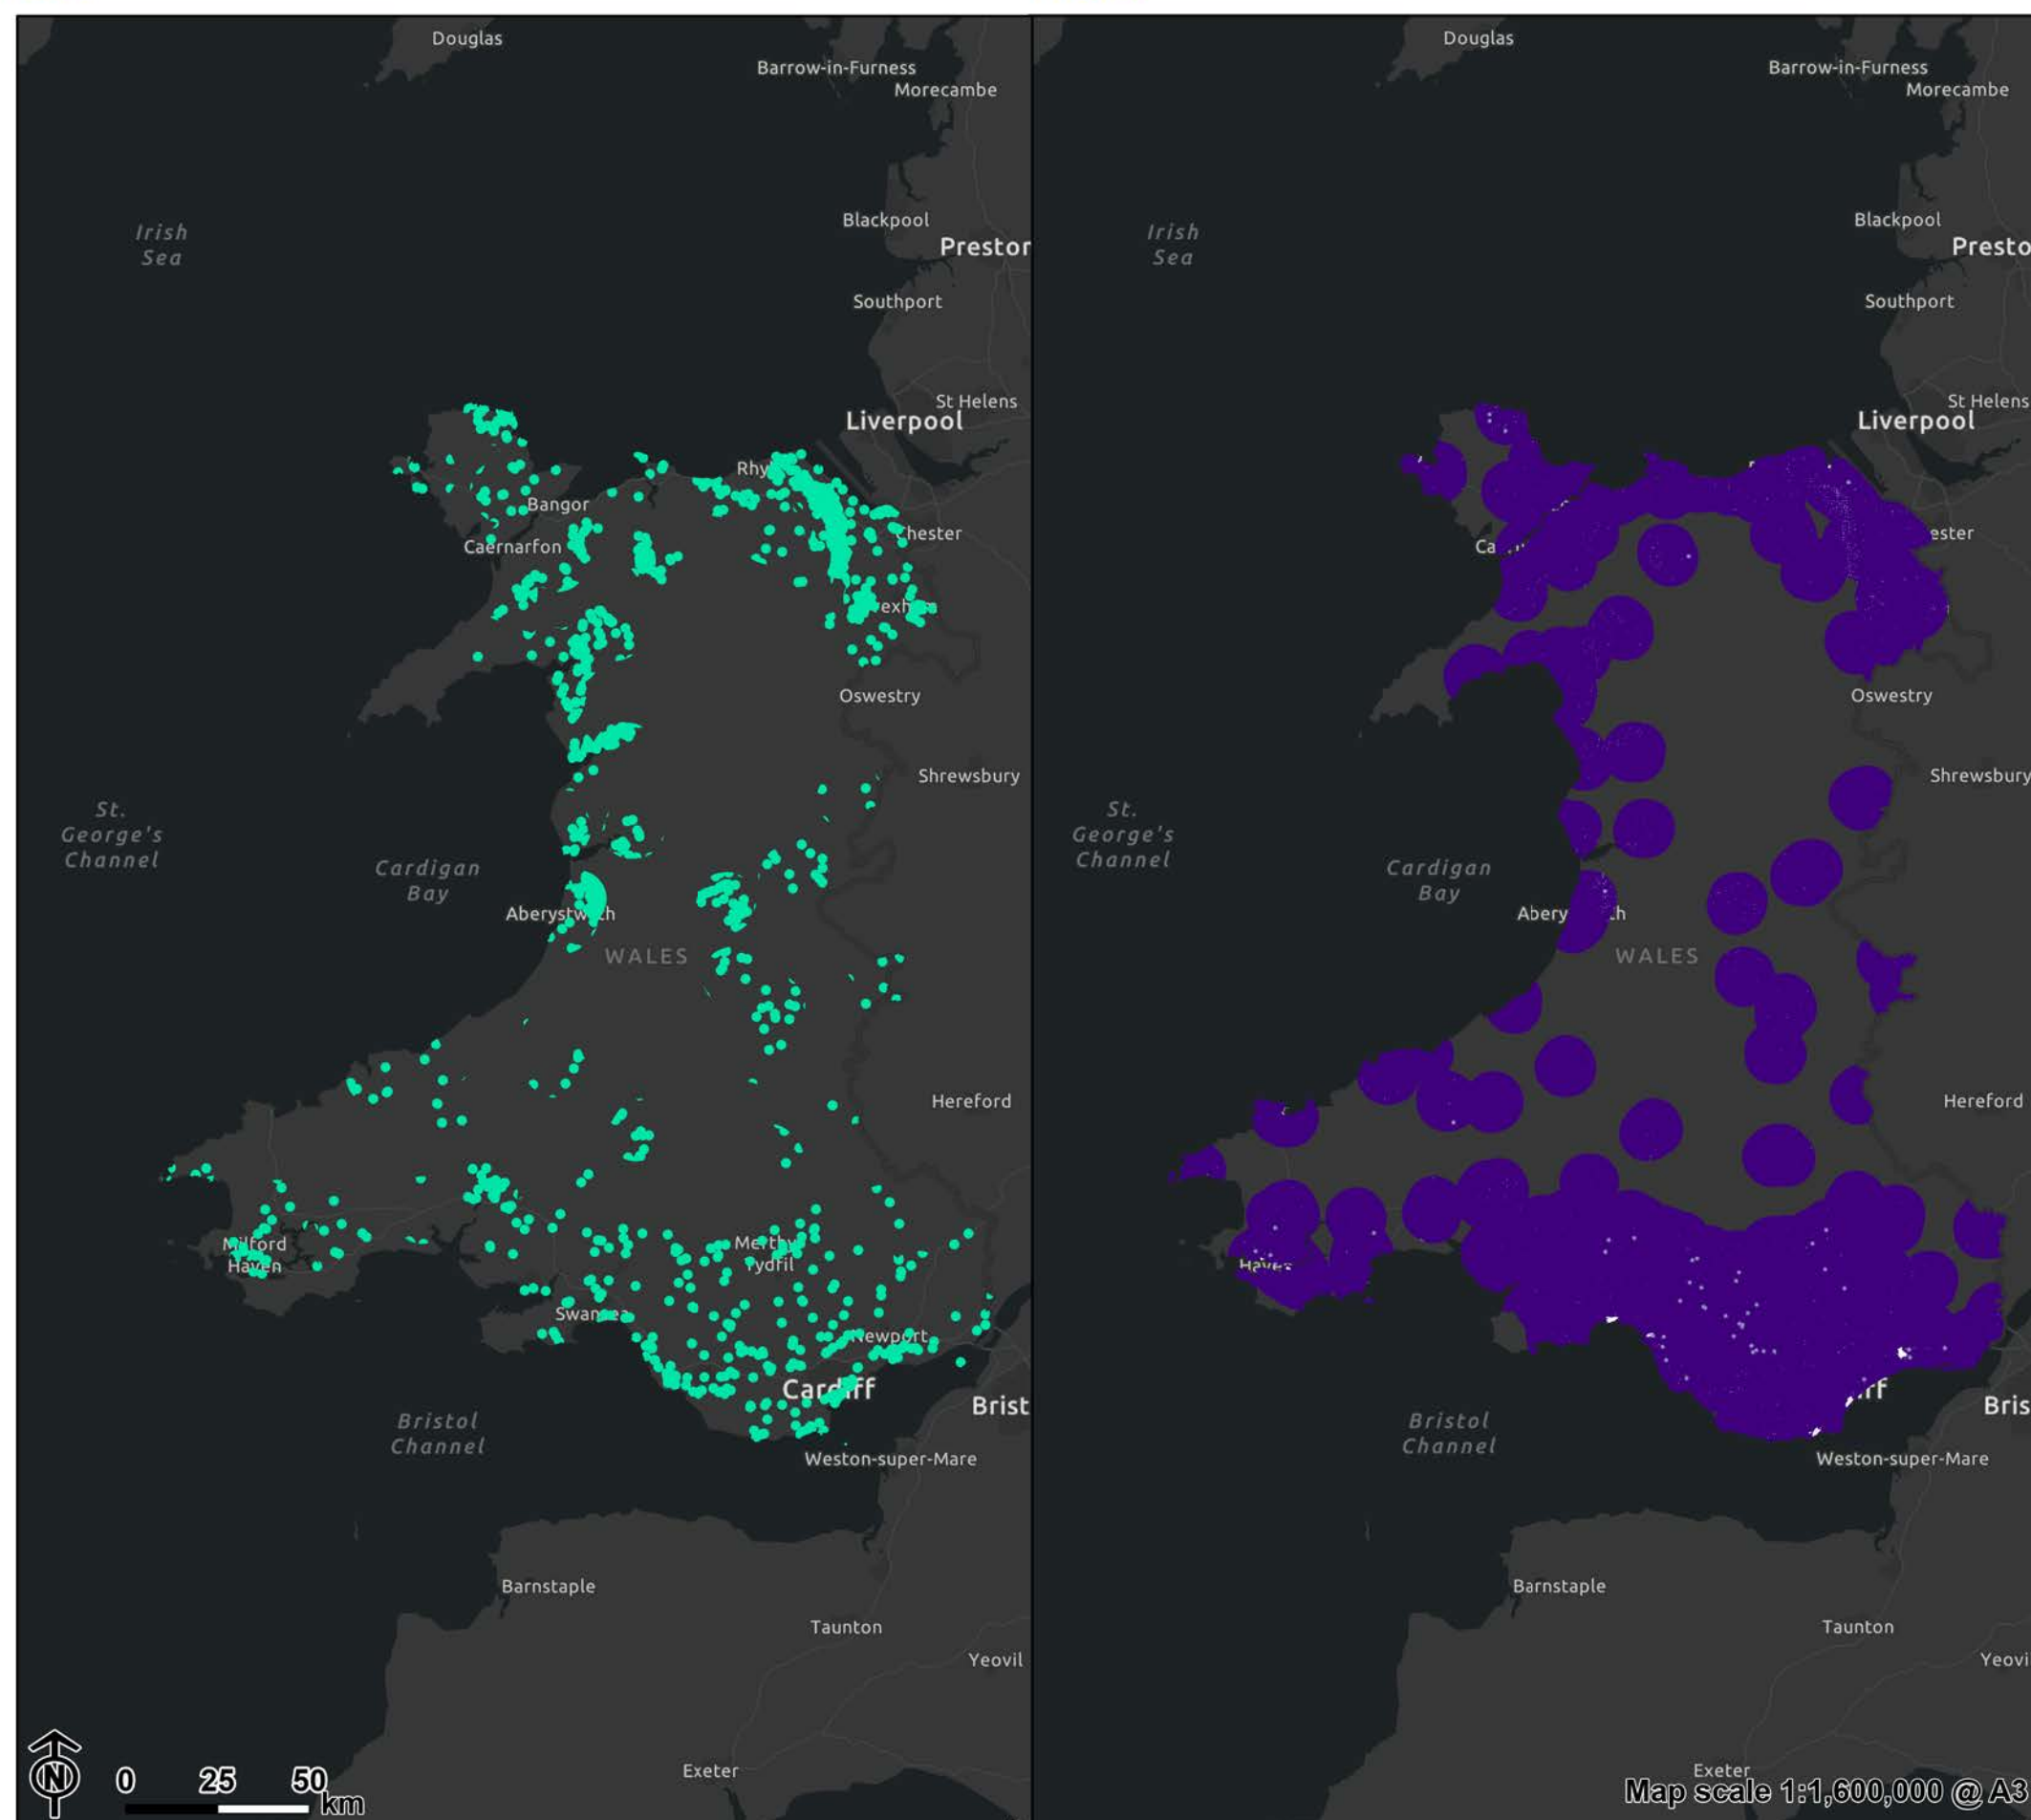 Douglas
Barrow-in-Furness
Morecambe
Irish
Sea
Blackpool
Southport
St Helens
Liverpool
Bangor
Caernarfon
Chester
Oswestry
Shrewsbury
St.
George's
Channel
Cardigan
Bay
WALES
Hereford
Milford
Haven
Swansea
Newport
Cardiff
Bristol
Channel
Weston-super-Mare
Barnstaple
Taunton
Yeovil
Exeter
N
0 25 50
km
Douglas
Barrow-in-Furness
Morecambe
Irish
Sea
Blackpool
Southport
St Helens
Liverpool
Oswestry
Shrewsbury
St.
George's
Channel
Cardigan
Bay
WALES
Hereford
Bristol
Channel
Weston-super-Mare
Barnstaple
Taunton
Exeter
Map scale 1:1,600,000 @ A3